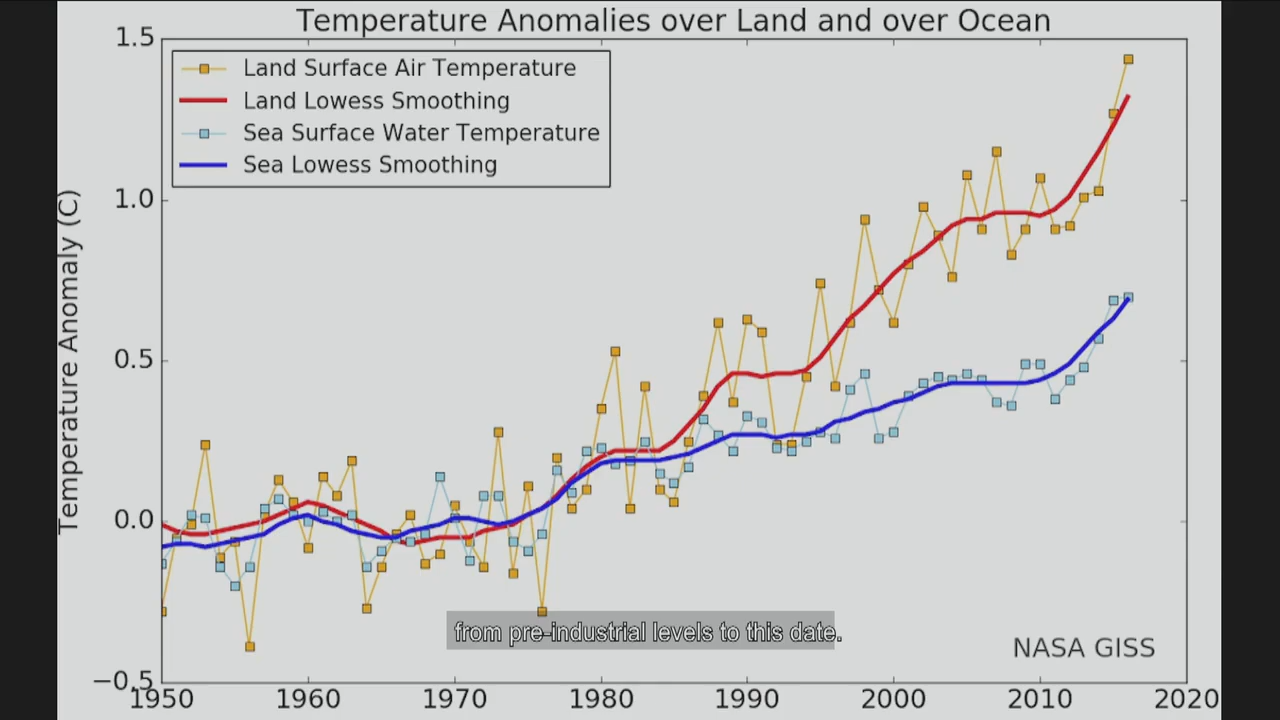 Temperature Anomalies over Land and over Ocean
1.5
Land Surface Air Temperature
Land Lowess Smoothing
Sea Surface Water Temperature
Sea Lowess Smoothing
1.0
Temperature Anomaly (C)
0.5
0.0
from pre-industrial levels to this date.
NASA GISS
−0.5
1950 1960 1970 1980 1990 2000 2010 2020